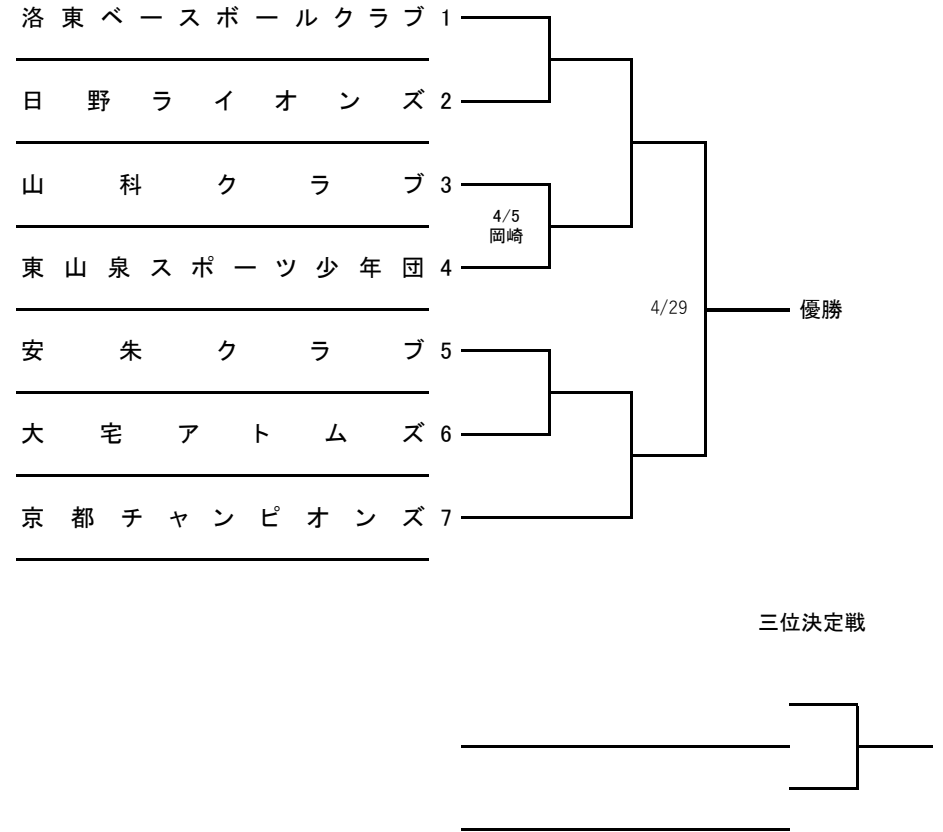 洛東ベースボールクラブ 1
日野ライオンズ 2
山科クラブ 3
4/5
岡崎
東山泉スポーツ少年団 4
4/29
優勝
安朱クラブ 5
大宅アトムズ 6
京都チャンピオンズ 7
三位決定戦